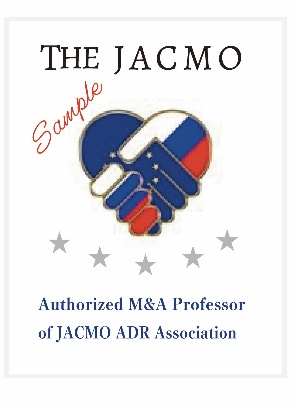 THE JACMO
Sample
Authorized M&A Professor
of JACMO ADR Association